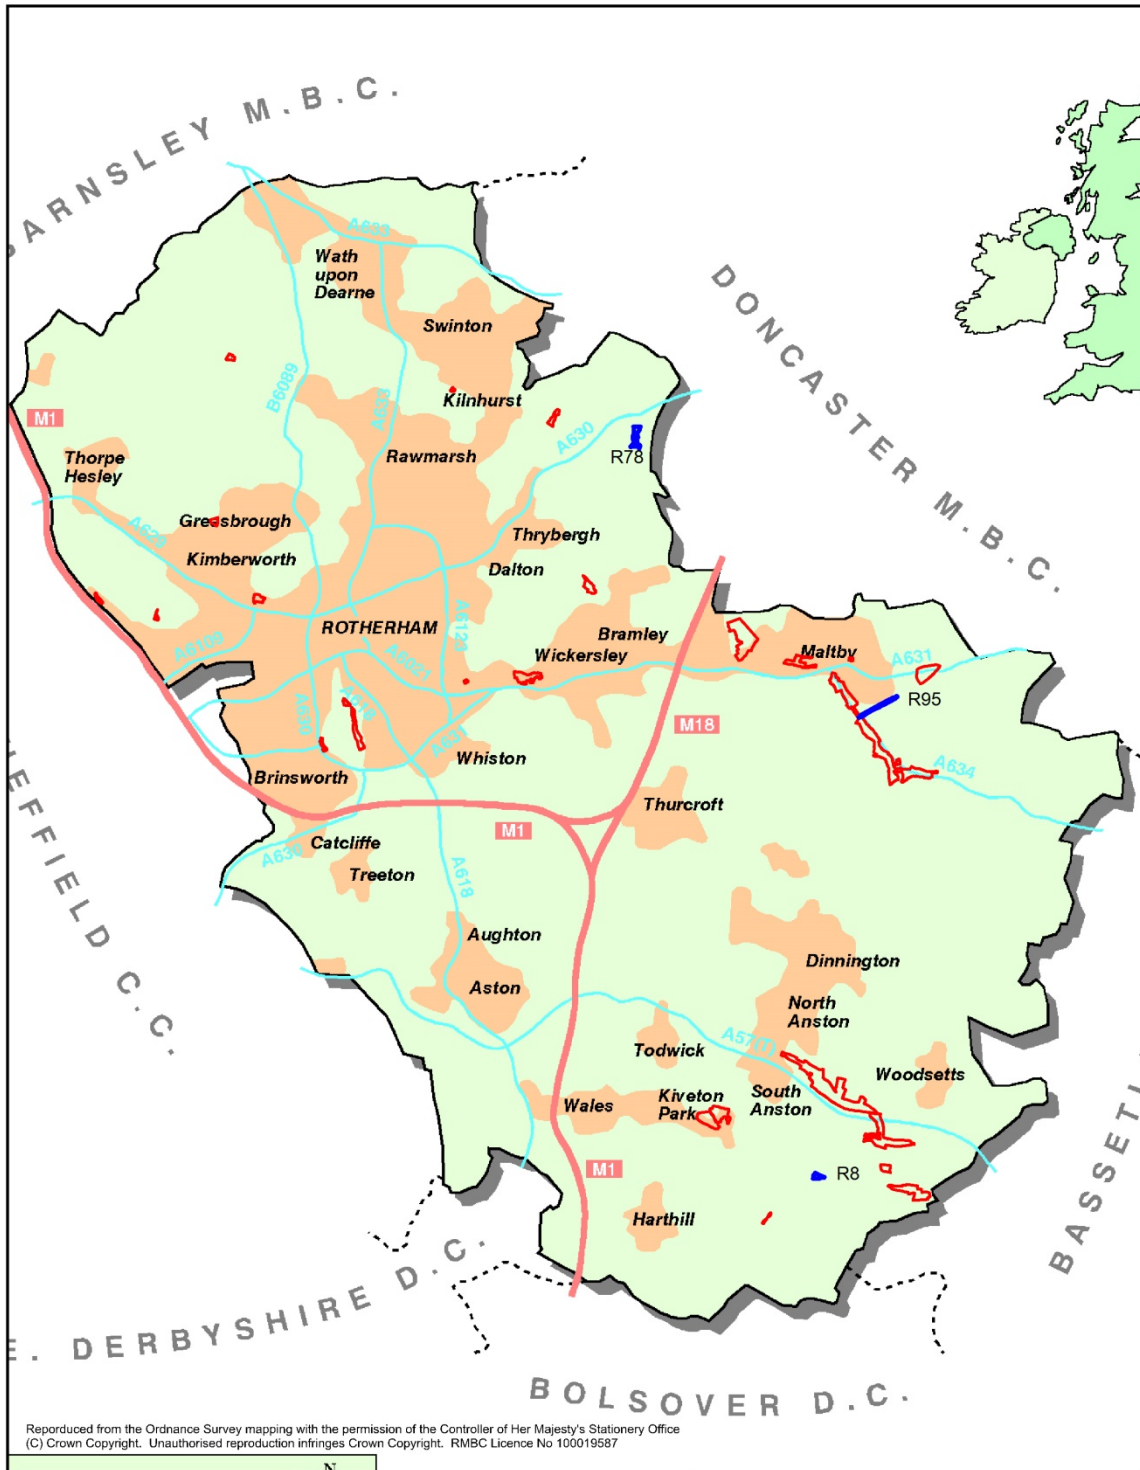 ARNSLEY M.B.C.
DONCASTER M.B.C.
A633
Wath
upon
Dearne
Swinton
B6089
A633
Kilnhurst
M1
A630
R78
Thorpe
Hesley
Rawmarsh
Greasbrough
A629
Kimberworth
Thrybergh
Dalton
ROTHERHAM
A6123
Bramley
Wickersley
Maltby
A631
A6109
A6021
R95
A630
A618
A631
M18
Whiston
A634
Brinsworth
Thurcroft
M1
Catcliffe
A630
Treeton
A618
EFFIELD C.C.
Aughton
Dinnington
Aston
North
Anston
A57(T)
Todwick
Woodsetts
South
Anston
Kiveton
Park
Wales
M1
R8
BASSETL
Harthill
E. DERBYSHIRE D.C.
BOLSOVER D.C.
Reporduced from the Ordnance Survey mapping with the permission of the Controller of Her Majesty's Stationery Office
(C) Crown Copyright. Unauthorised reproduction infringes Crown Copyright. RMBC Licence No 100019587
N